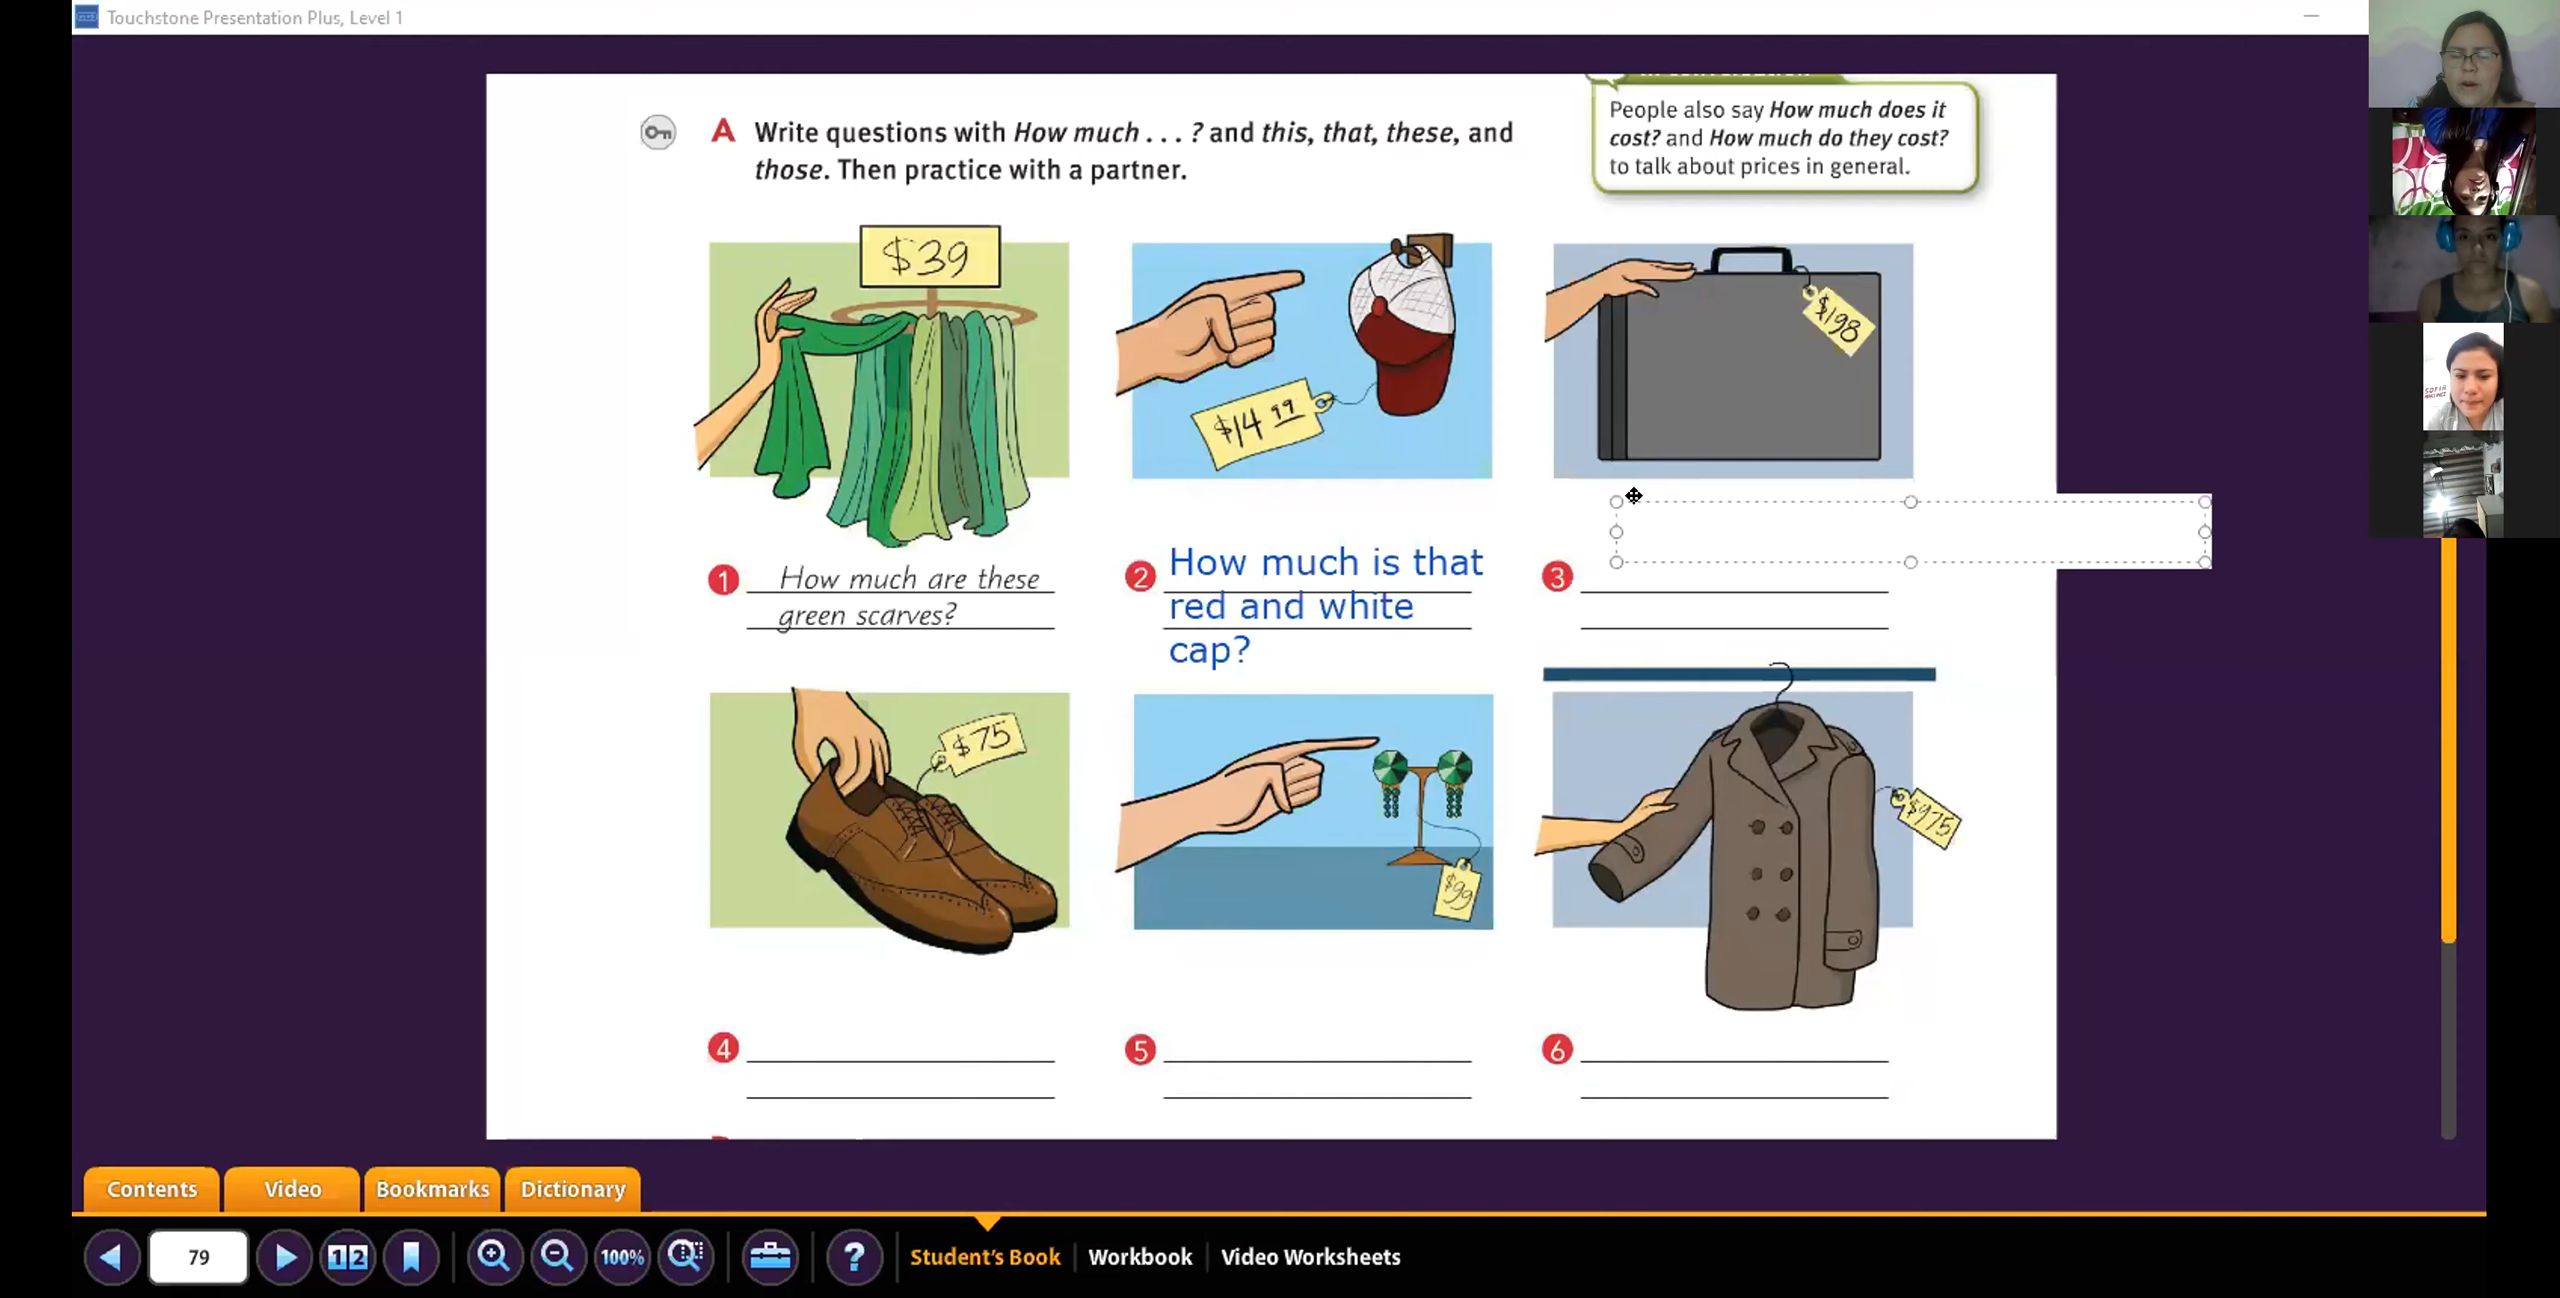 Touchstone Presentation Plus, Level 1
People also say How much does it
cost? and How much do they cost?
to talk about prices in general.
A Write questions with How much . . . ? and this, that, these, and
those. Then practice with a partner.
$39
$14 99
$198
1 How much are these
green scarves?
2 How much is that
red and white
cap?
3
$75
$99
$975
4
5
6
Contents Video Bookmarks Dictionary
79 12 100% ? Student's Book Workbook Video Worksheets